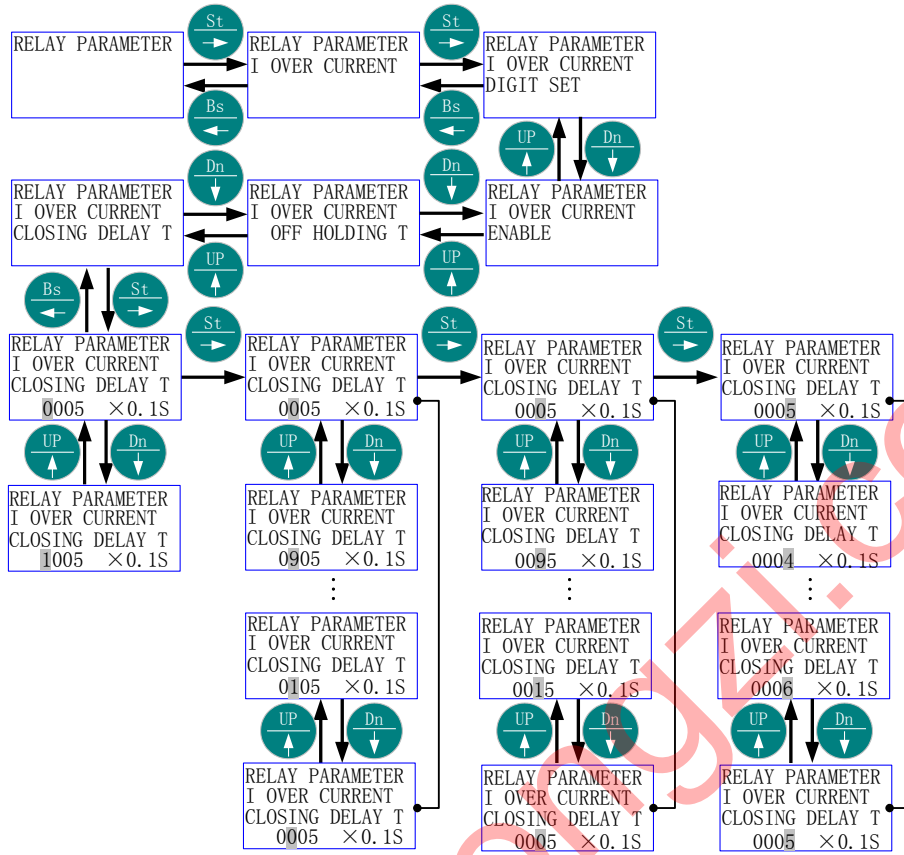 St
St
RELAY PARAMETER
RELAY PARAMETER
I OVER CURRENT
RELAY PARAMETER
I OVER CURRENT
DIGIT SET
Bs
Bs
UP
Dn
Dn
Dn
RELAY PARAMETER
I OVER CURRENT
CLOSING DELAY T
RELAY PARAMETER
I OVER CURRENT
OFF HOLDING T
RELAY PARAMETER
I OVER CURRENT
ENABLE
UP
UP
Bs
St
St
St
St
RELAY PARAMETER
I OVER CURRENT
CLOSING DELAY T
0005 ×0.1S
RELAY PARAMETER
I OVER CURRENT
CLOSING DELAY T
0005 ×0.1S
RELAY PARAMETER
I OVER CURRENT
CLOSING DELAY T
0005 ×0.1S
RELAY PARAMETER
I OVER CURRENT
CLOSING DELAY T
0005 ×0.1S
UP
Dn
UP
Dn
UP
Dn
UP
Dn
RELAY PARAMETER
I OVER CURRENT
CLOSING DELAY T
1005 ×0.1S
RELAY PARAMETER
I OVER CURRENT
CLOSING DELAY T
0905 ×0.1S
RELAY PARAMETER
I OVER CURRENT
CLOSING DELAY T
0095 ×0.1S
RELAY PARAMETER
I OVER CURRENT
CLOSING DELAY T
0004 ×0.1S
⋮
⋮
⋮
RELAY PARAMETER
I OVER CURRENT
CLOSING DELAY T
0105 ×0.1S
RELAY PARAMETER
I OVER CURRENT
CLOSING DELAY T
0015 ×0.1S
RELAY PARAMETER
I OVER CURRENT
CLOSING DELAY T
0006 ×0.1S
UP
Dn
UP
Dn
UP
Dn
RELAY PARAMETER
I OVER CURRENT
CLOSING DELAY T
0005 ×0.1S
RELAY PARAMETER
I OVER CURRENT
CLOSING DELAY T
0005 ×0.1S
RELAY PARAMETER
I OVER CURRENT
CLOSING DELAY T
0005 ×0.1S
ongzi.c